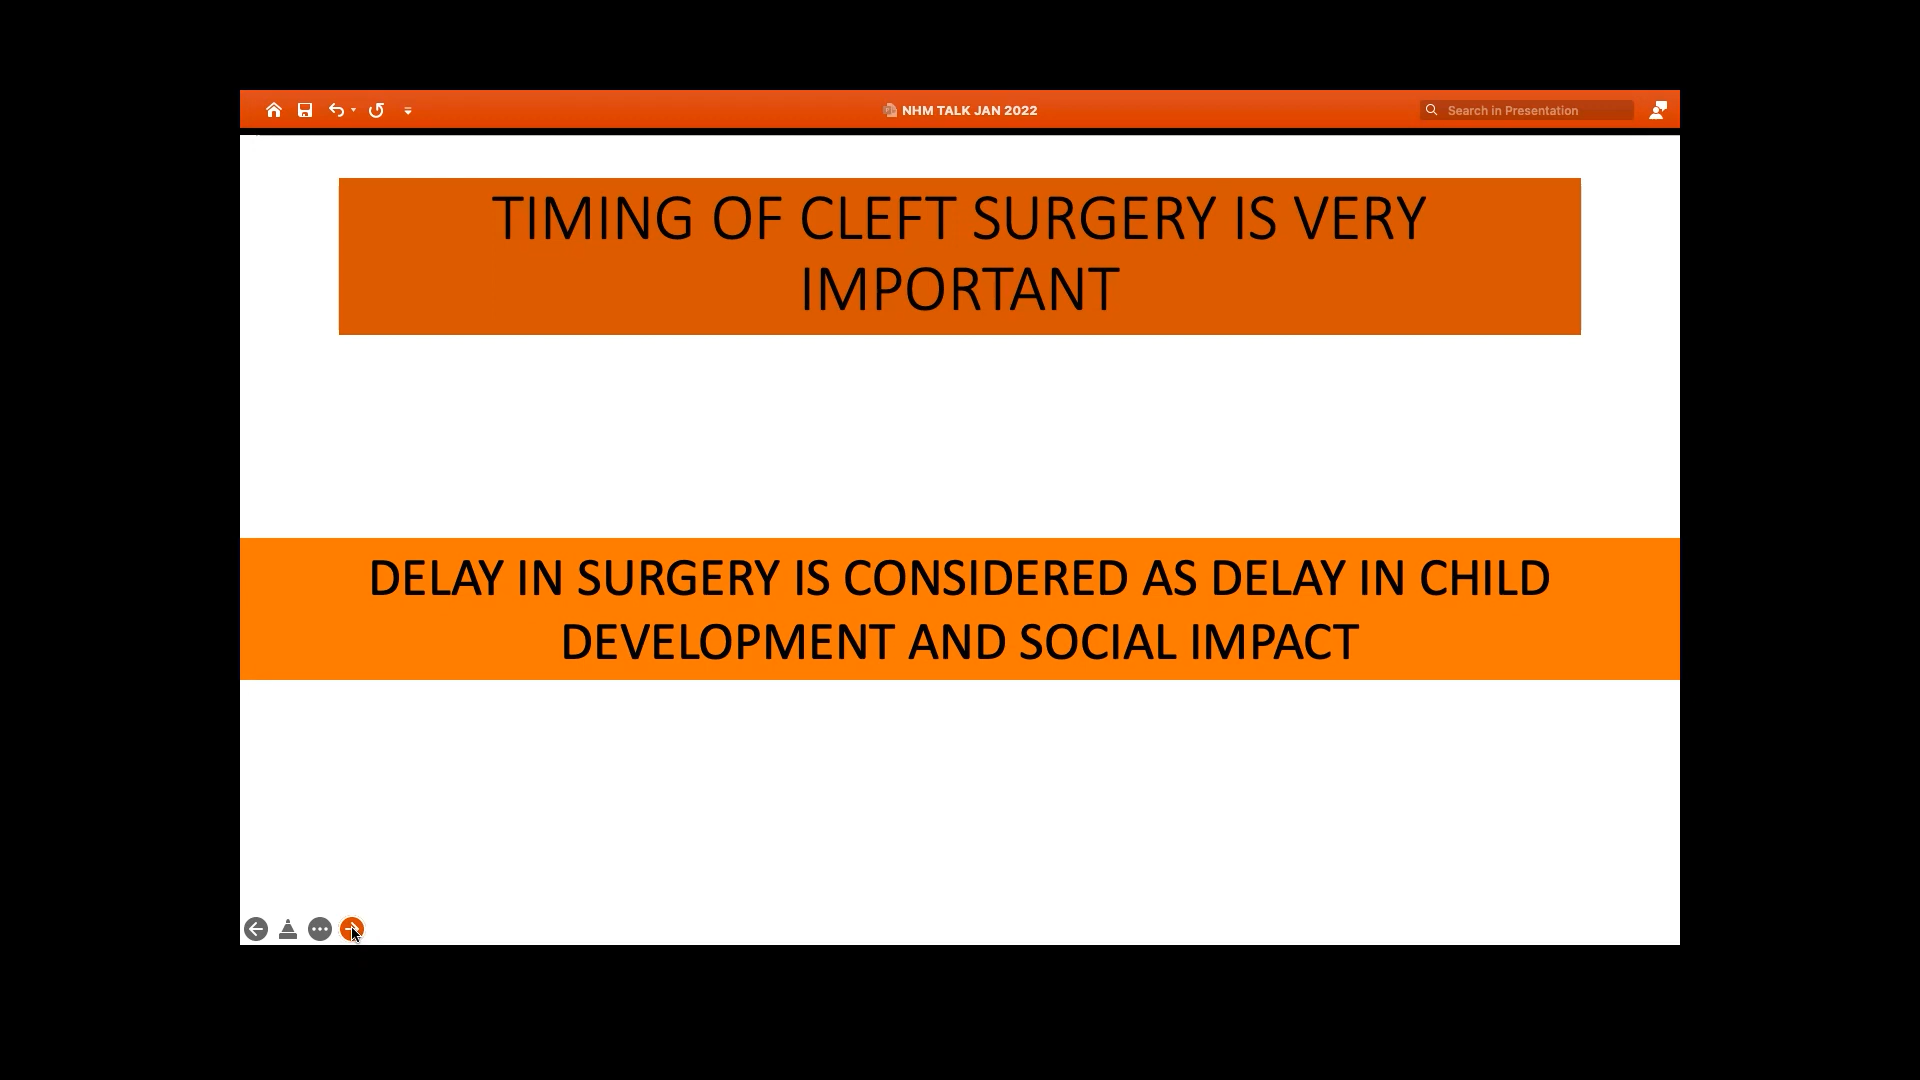 NHM TALK JAN 2022
Search in Presentation
TIMING OF CLEFT SURGERY IS VERY
IMPORTANT
DELAY IN SURGERY IS CONSIDERED AS DELAY IN CHILD
DEVELOPMENT AND SOCIAL IMPACT